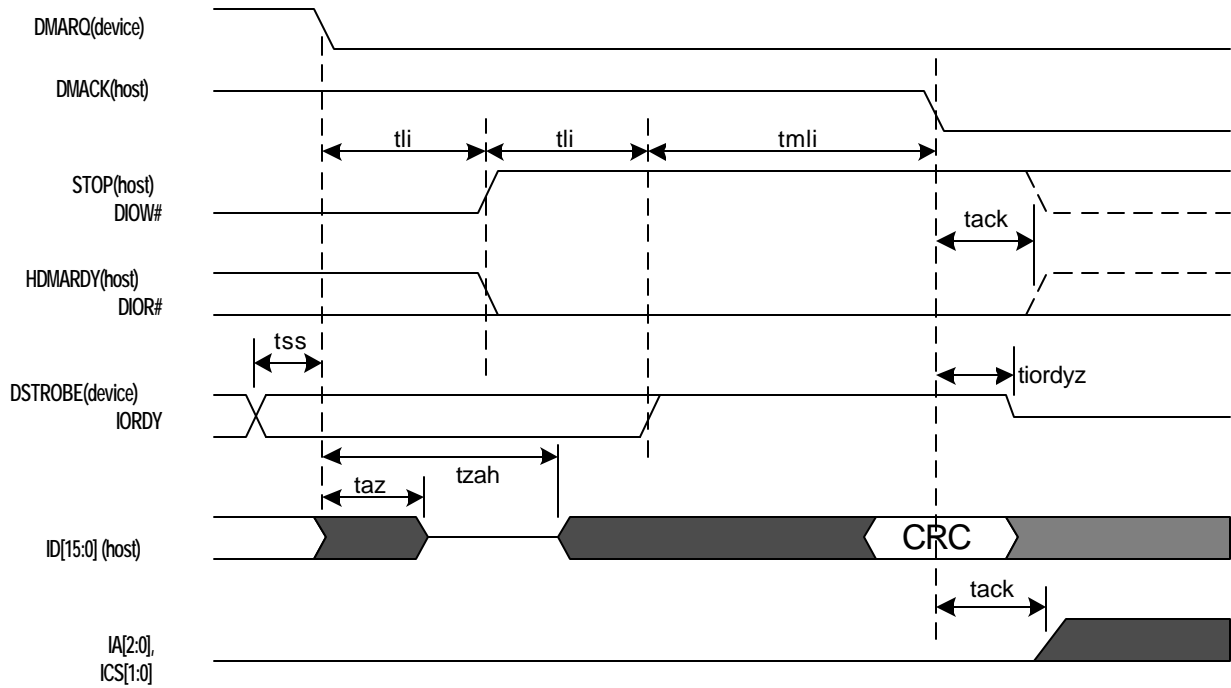 DMARQ(device)
DMACK(host)
tli
tli
tmli
STOP(host)
DIOW#
tack
HDMARDY(host)
DIOR#
tss
tiordyz
DSTROBE(device)
IORDY
tzah
taz
ID[15:0] (host)
CRC
tack
IA[2:0],
ICS[1:0]